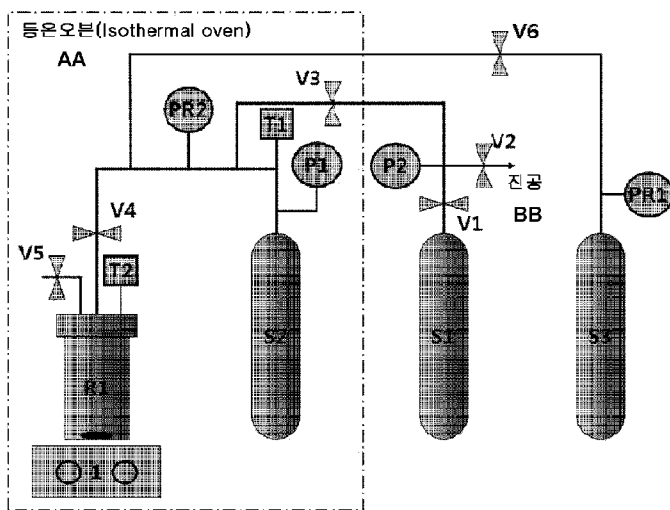 등온오븐(Isothermal oven)
AA
V6
V3
PR2
T1
V2
P1
P2
진공
PR1
V4
V1
BB
V5
T2
S2
S1
S3
R1
1